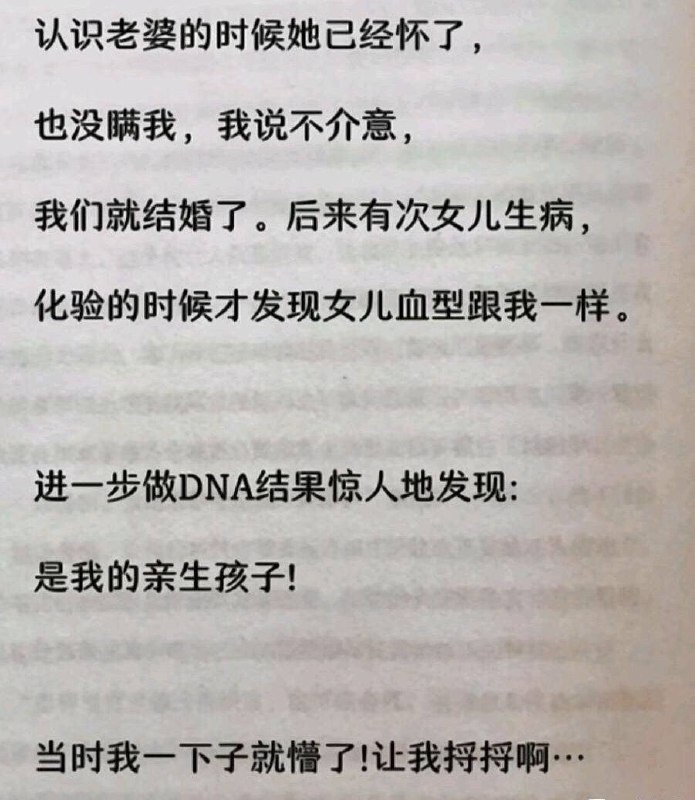 认识老婆的时候她已经怀了，
也没瞒我，我说不介意，
我们就结婚了。后来有次女儿生病，
化验的时候才发现女儿血型跟我一样。
进一步做DNA结果惊人地发现:
是我的亲生孩子!
当时我一下子就懵了!让我捋捋啊…